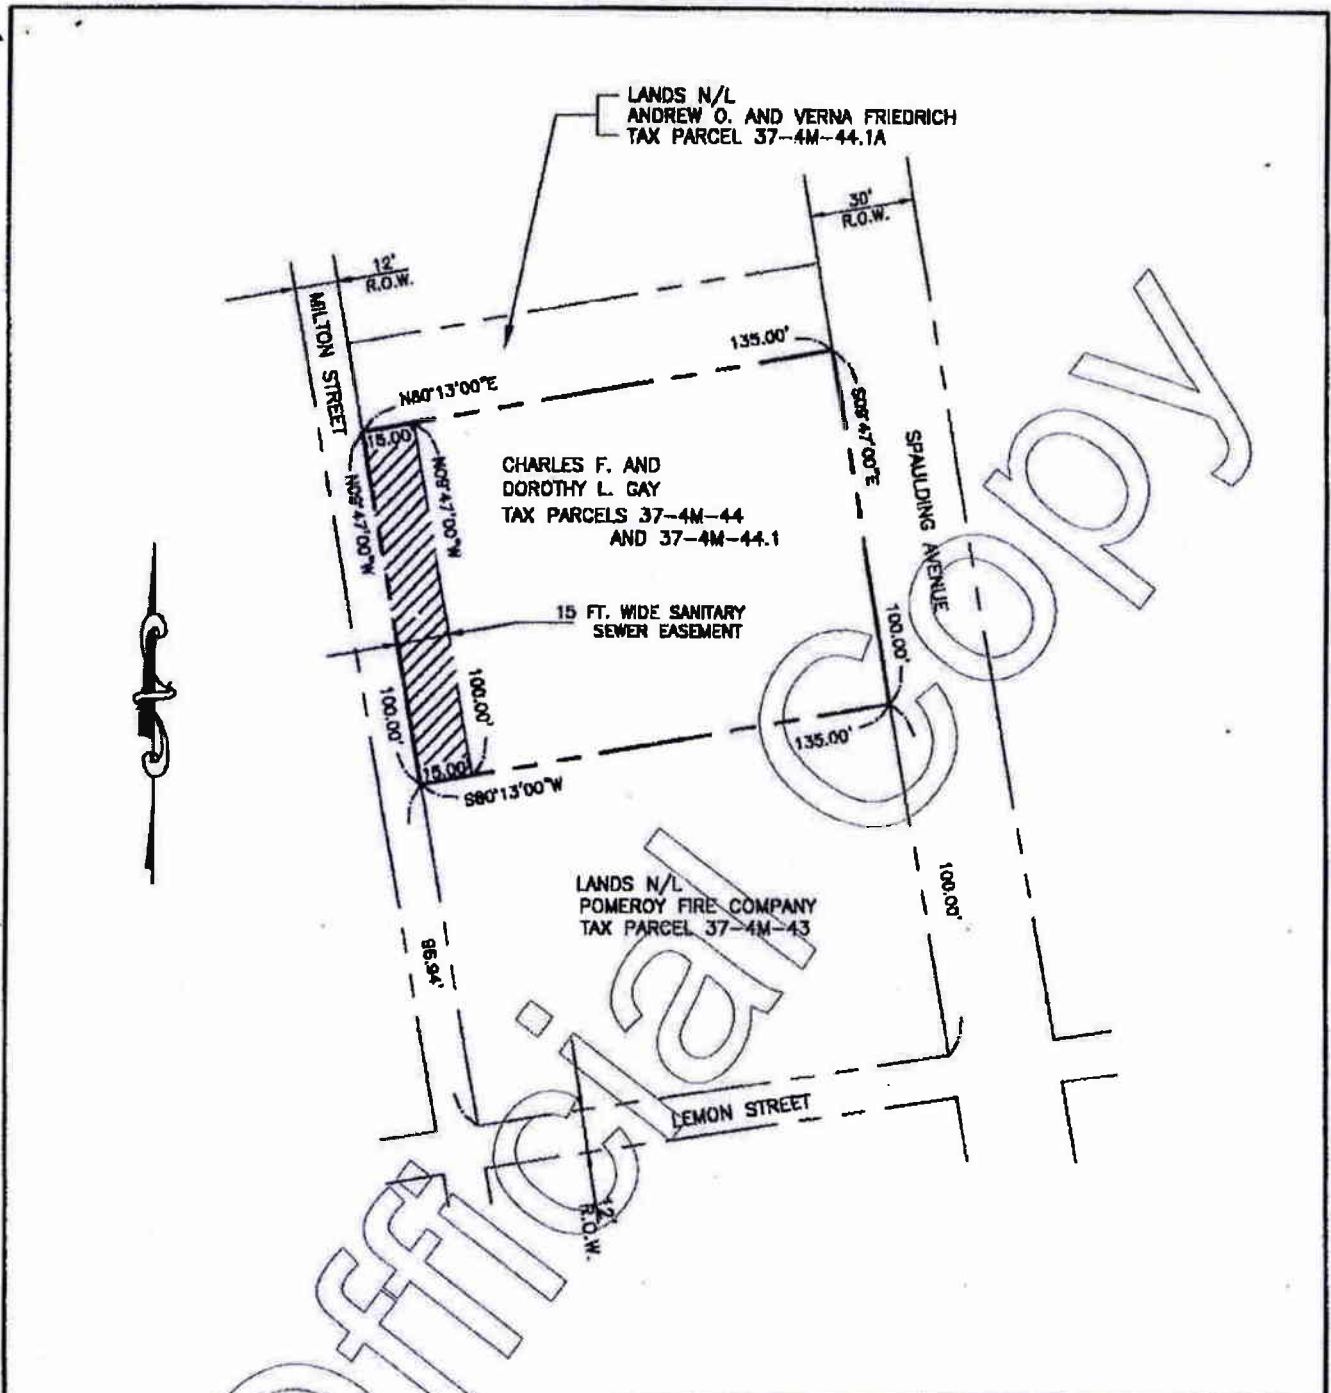 LANDS N/L
ANDREW O. AND VERNA FRIEDRICH
TAX PARCEL 37-4M-44.1A
30'
R.O.W.
12'
R.O.W.
MILTON STREET
135.00'
N80°13'00"E
S09°47'00"E
15.00'
N09°47'00"W
N09°47'00"W
CHARLES F. AND
DOROTHY L. GAY
TAX PARCELS 37-4M-44
AND 37-4M-44.1
SPAULDING AVENUE
15 FT. WIDE SANITARY
SEWER EASEMENT
100.00'
100.00'
100.00'
135.00'
15.00'
S80°13'00"W
LANDS N/L
POMEROY FIRE COMPANY
TAX PARCEL 37-4M-43
100.00'
96.94'
LEMON STREET
12'
R.O.W.
Official Copy